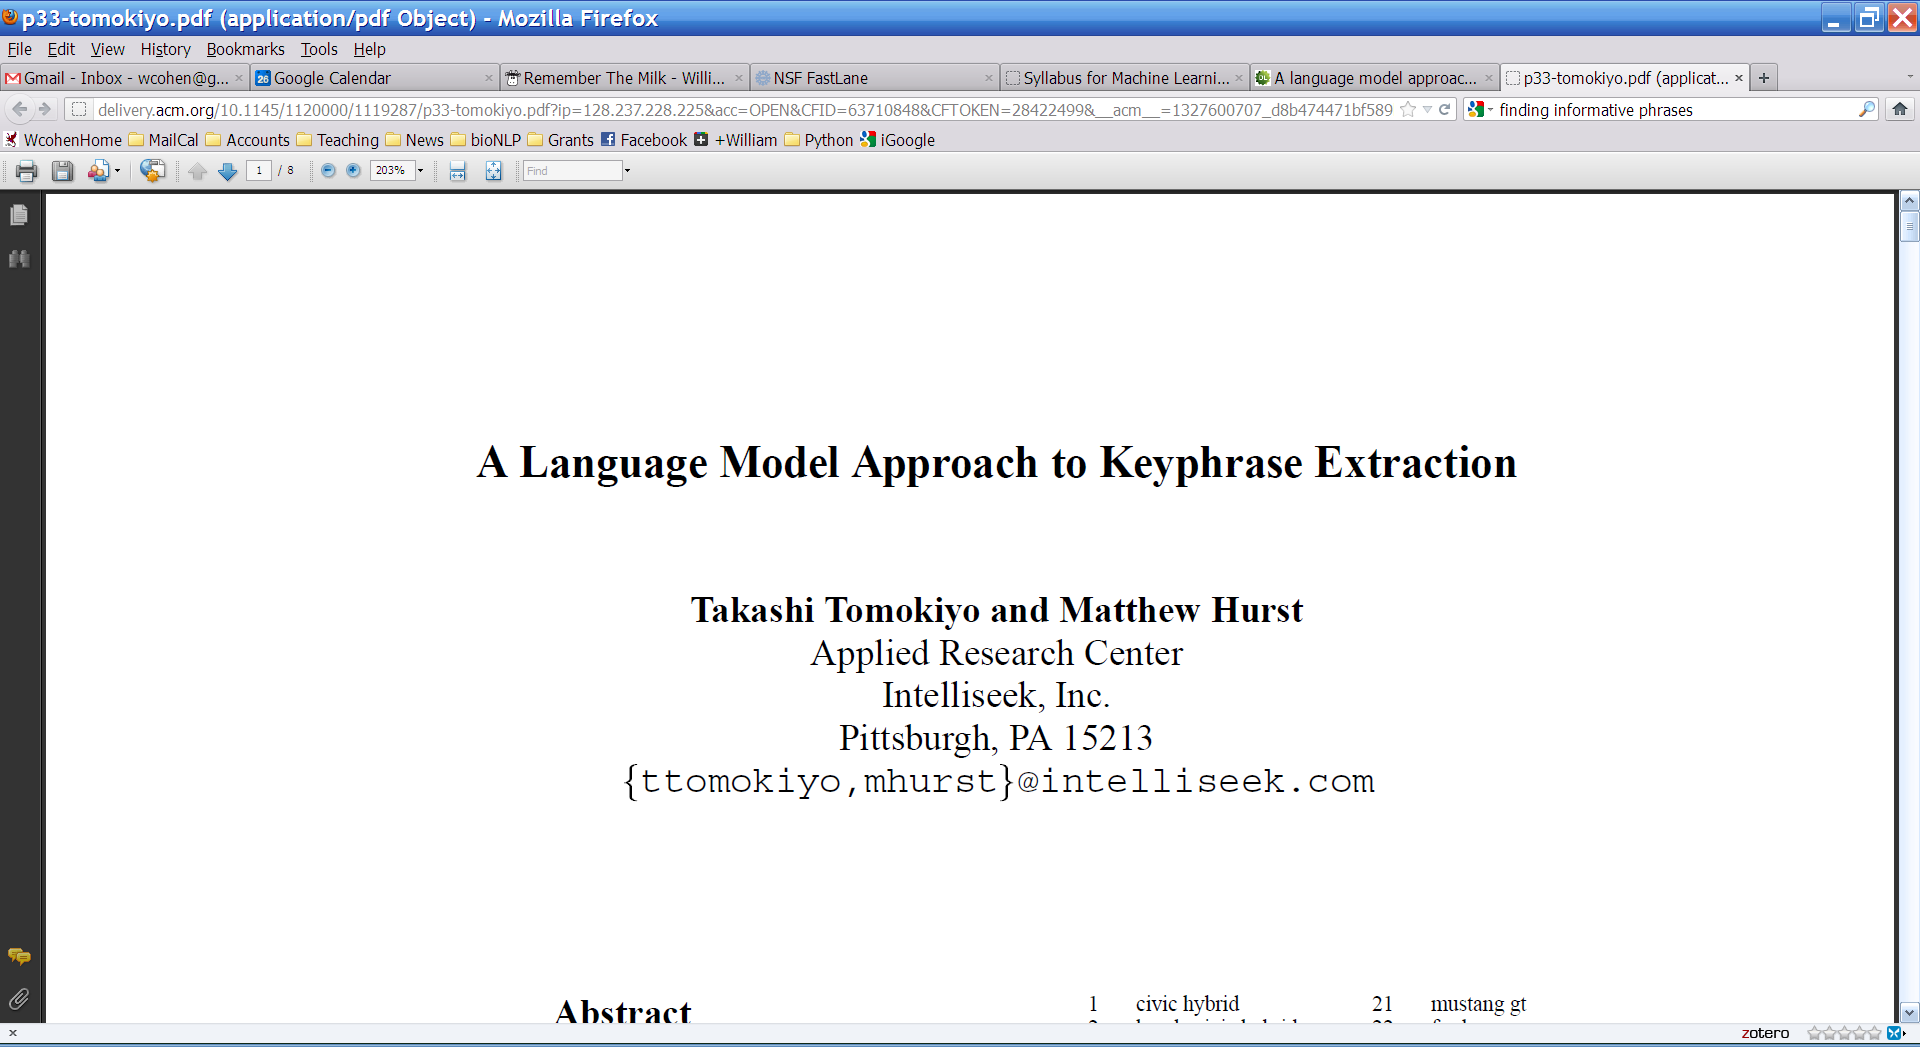 p33-tomokiyo.pdf (application/pdf Object) - Mozilla Firefox
File Edit View History Bookmarks Tools Help
Gmail - Inbox - wcohen@g... Google Calendar Remember The Milk - Willi... NSF FastLane Syllabus for Machine Learni... A language model approac... p33-tomokiyo.pdf (applicat...
delivery.acm.org/10.1145/1120000/1119287/p33-tomokiyo.pdf?ip=128.237.228.225&acc=OPEN&CFID=63710848&CFTOKEN=28422499&__acm__=1327600707_d8b474471bf589 finding informative phrases
WcohenHome MailCal Accounts Teaching News bioNLP Grants Facebook +William Python iGoogle
1 / 8 203% Find
A Language Model Approach to Keyphrase Extraction
Takashi Tomokiyo and Matthew Hurst
Applied Research Center
Intelliseek, Inc.
Pittsburgh, PA 15213
{ttomokiyo,mhurst}@intelliseek.com
Abstract
1 civic hybrid 21 mustang gt
zotero